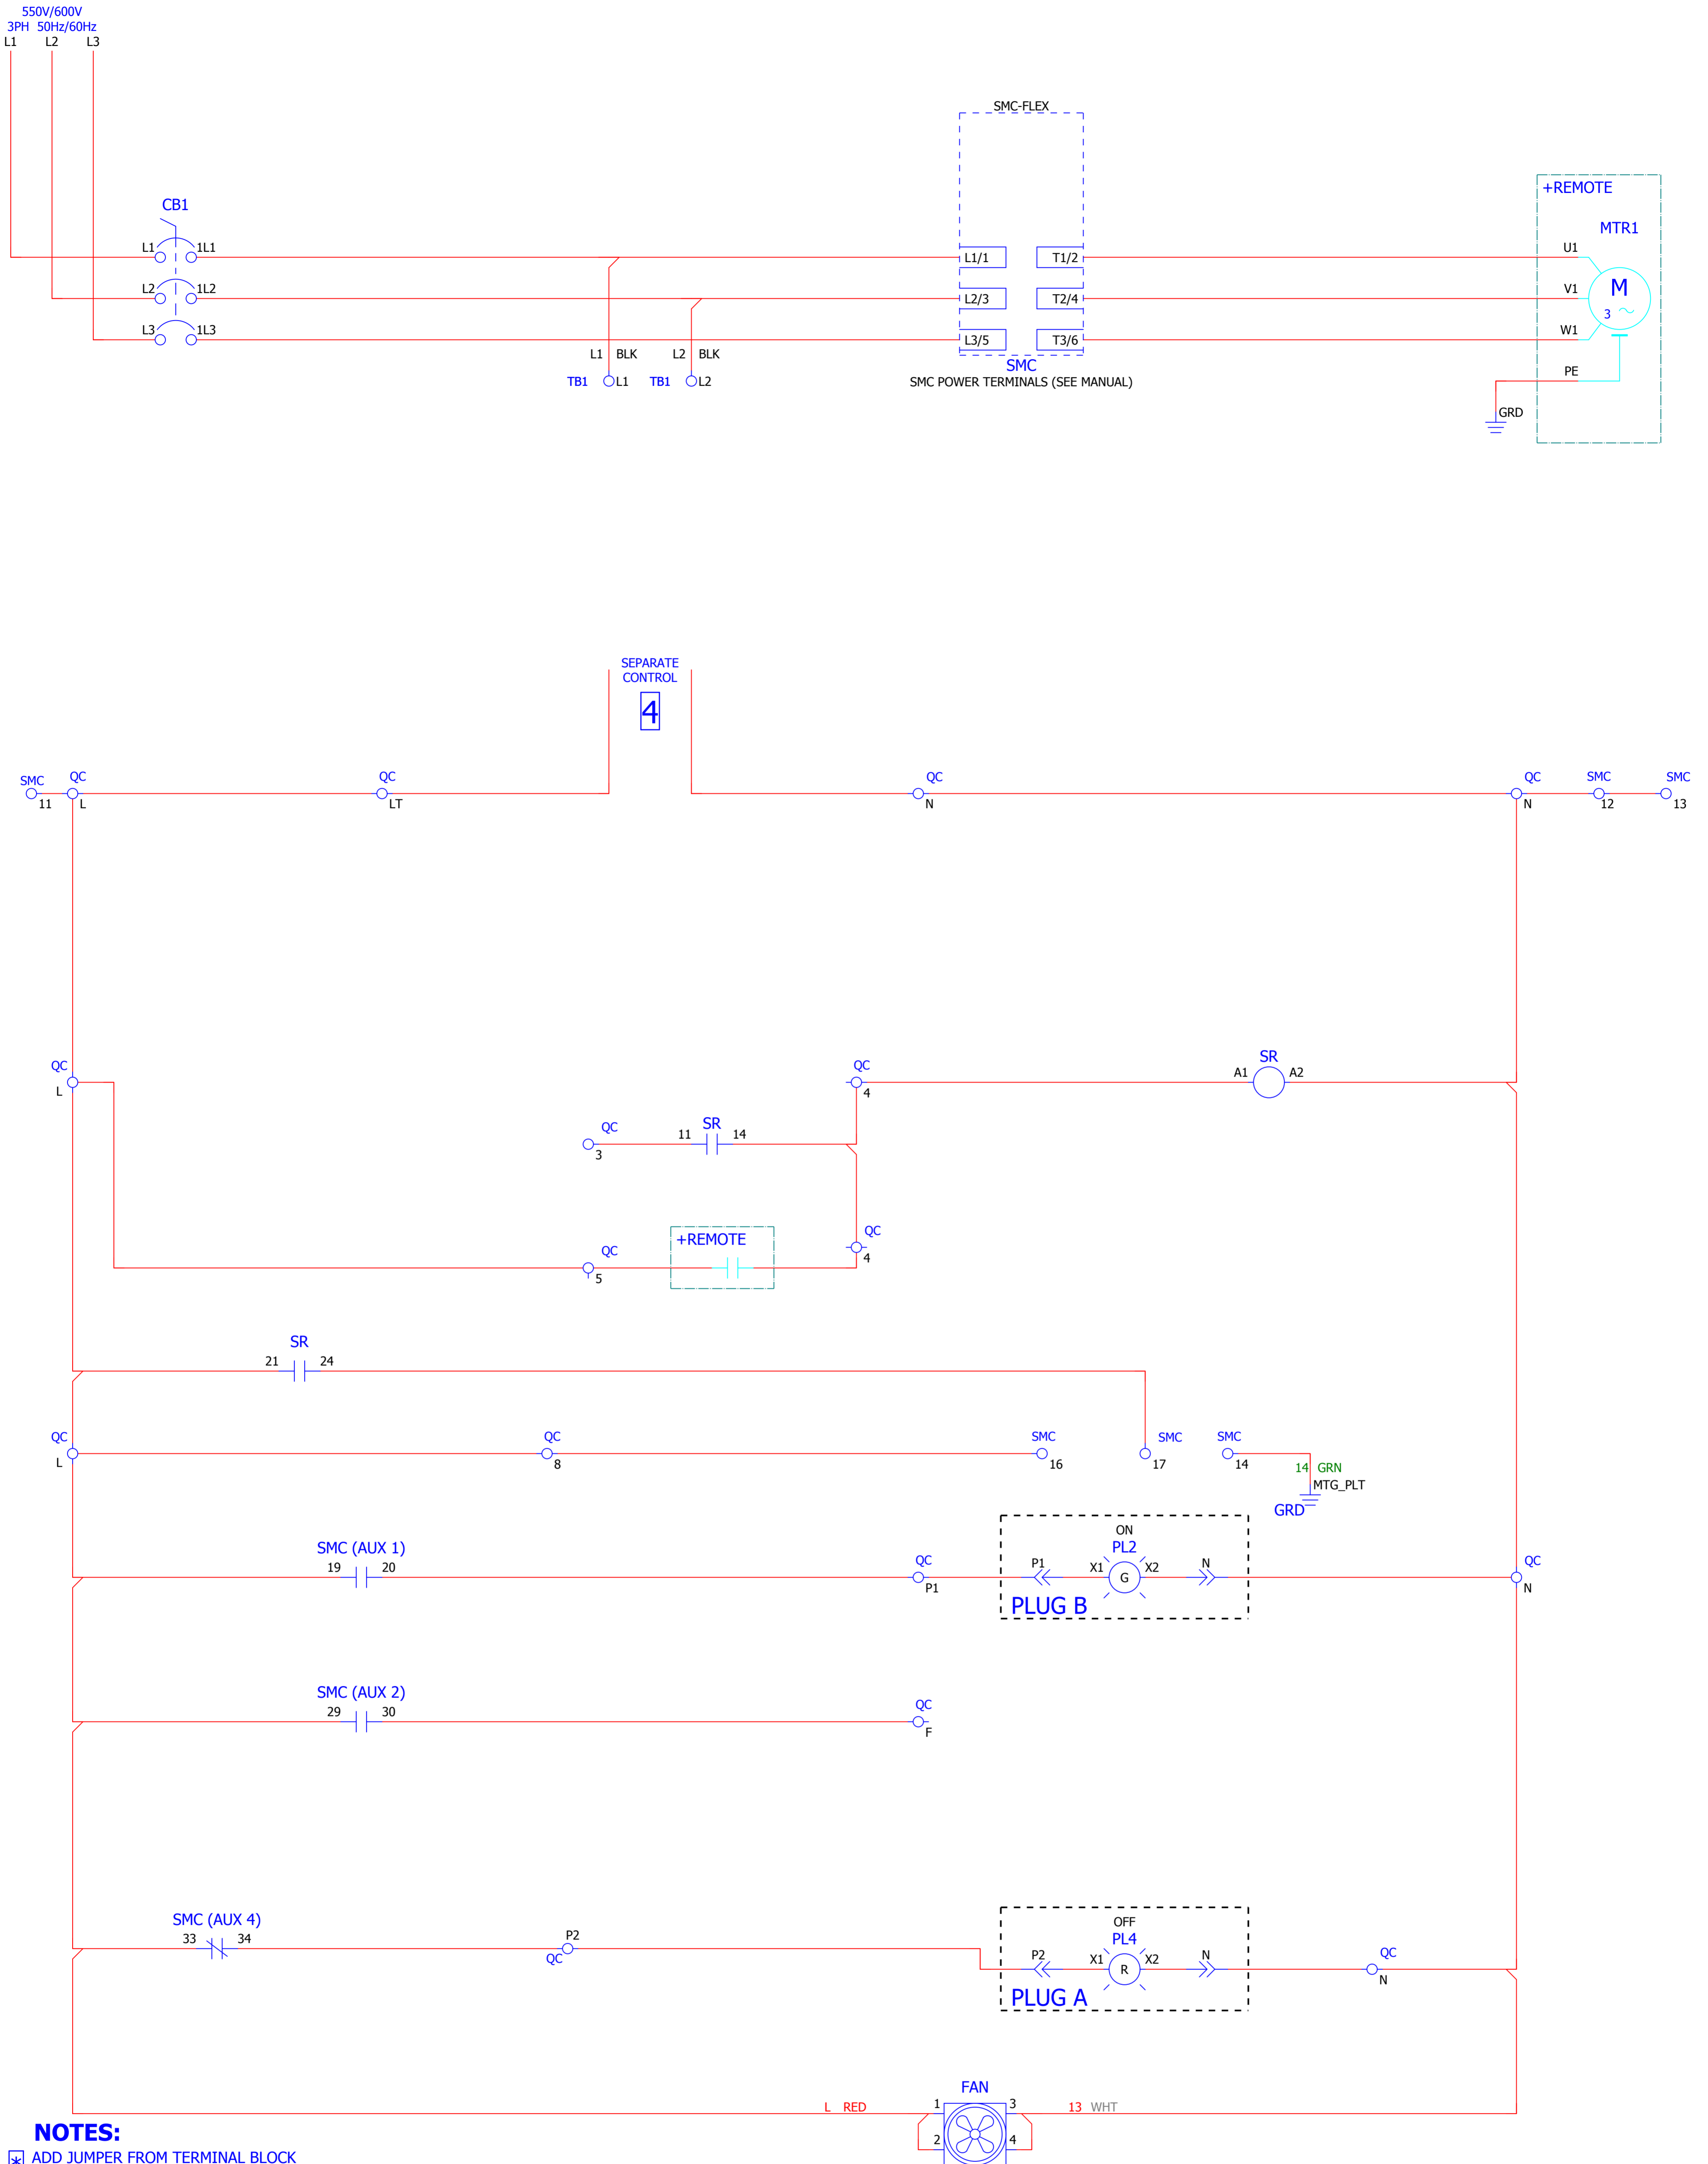 550V/600V
3PH 50Hz/60Hz
L1 L2 L3
SMC-FLEX
+REMOTE
CB1
MTR1
L1 1L1 L1/1 T1/2 U1
L2 1L2 L2/3 T2/4 V1
M
3
L3 1L3 L3/5 T3/6 W1
L1 BLK L2 BLK
SMC
TB1 L1 TB1 L2
SMC POWER TERMINALS (SEE MANUAL)
PE
GRD
SEPARATE
CONTROL
4
SMC QC QC QC QC SMC SMC
11 L LT N N 12 13
QC QC SR
A1 A2
L 4
QC 11 SR 14
3
QC
+REMOTE
4
QC
5
SR
21 24
QC QC SMC SMC SMC
L 8 16 17 14
14 GRN
MTG_PLT
GRD
ON
SMC (AUX 1) PL2
19 20 QC P1 X1 X2 N QC
G
P1 N
PLUG B
SMC (AUX 2)
29 30 QC
F
SMC (AUX 4) OFF
33 34 P2 PL4
QC P2 X1 X2 N QC
R
N
PLUG A
FAN
L RED 1 3 13 WHT
2 4
NOTES:
* ADD JUMPER FROM TERMINAL BLOCK